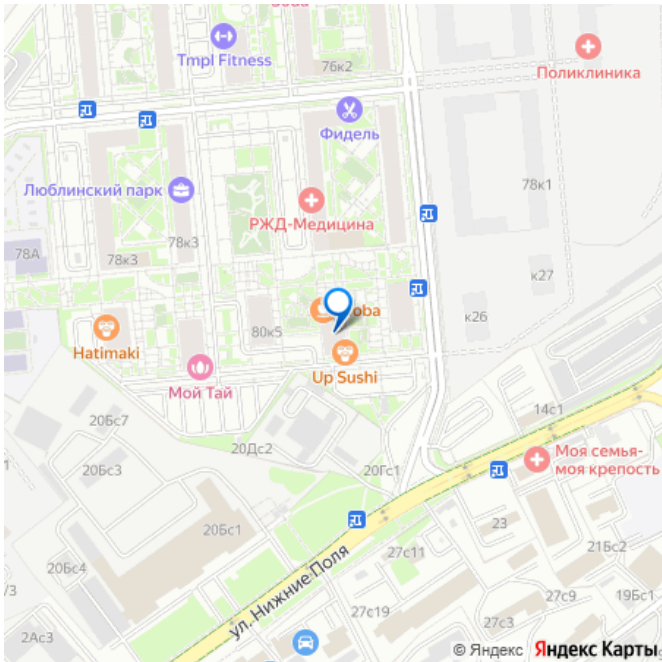 Tmpl Fitness
76к2
Поликлиника
Фидель
Люблинский парк
78к1
РЖД-Медицина
78А
78к3
78к3
к27
80к5
к26
Hatimaki
Мой Тай
Up Sushi
14с1
20Бс7
20Дс2
20Бс3
20Гс1
Моя семья-
моя крепость
20Бс1
23
27с11
21Бс2
20Бс4
ул. Нижние Поля
/3
27с9
19Бс1
27с19
27с3
2Ас3
© Яндекс Яндекс Карты